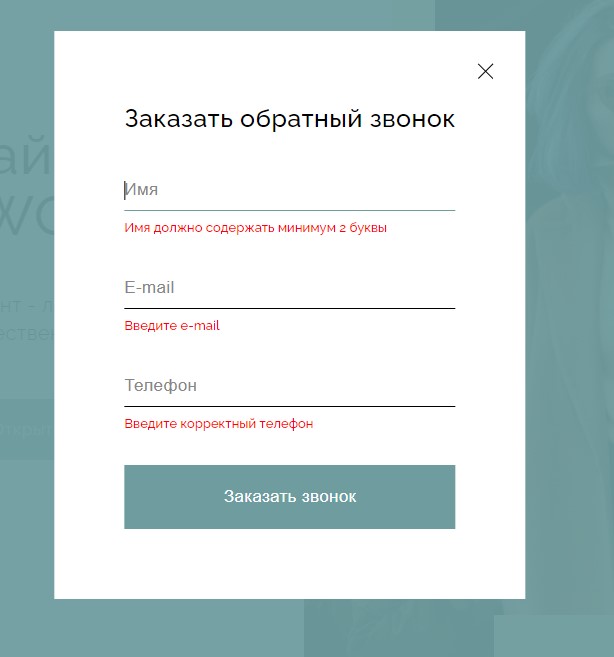 Заказать обратный звонок
Имя
Имя должно содержать минимум 2 буквы
E-mail
Введите e-mail
Телефон
Введите корректный телефон
Заказать звонок